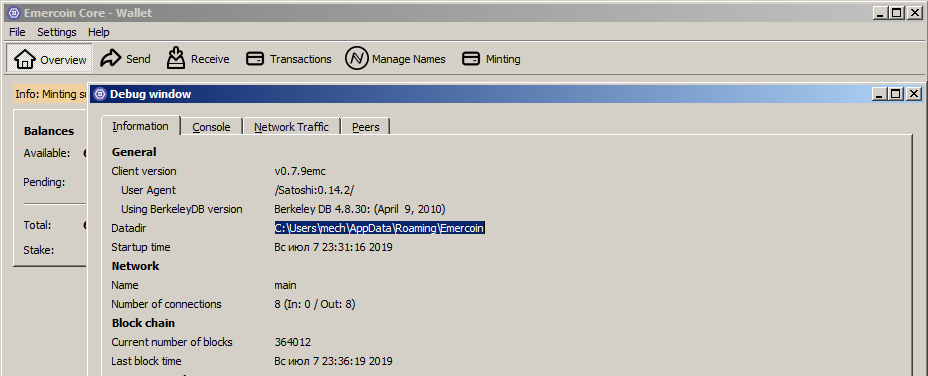 Emercoin Core - Wallet
File Settings Help
Overview Send Receive Transactions Manage Names Minting
Info: Minting
Debug window
Balances
Available:
Pending:
Total:
Stake:
Information Console Network Traffic Peers
General
Client version v0.7.9emc
User Agent /Satoshi:0.14.2/
Using BerkeleyDB version Berkeley DB 4.8.30: (April 9, 2010)
Datadir C:\Users\mech\AppData\Roaming\Emercoin
Startup time Вс июл 7 23:31:16 2019
Network
Name main
Number of connections 8 (In: 0 / Out: 8)
Block chain
Current number of blocks 364012
Last block time Вс июл 7 23:36:19 2019